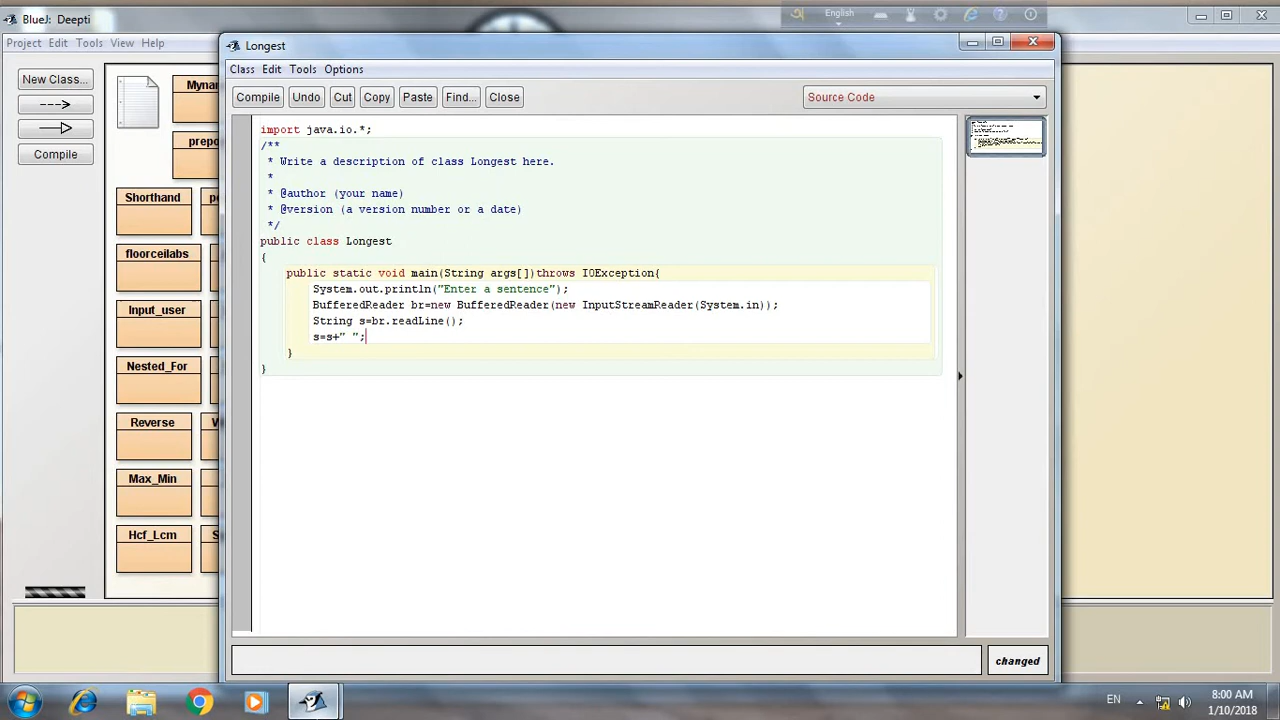 BlueJ: Deepti
English
Project Edit Tools View Help
New Class...
Compile
Shorthand
floorceilabs
Input_user
Nested_For
Reverse
Max_Min
Hcf_Lcm
Longest
Class Edit Tools Options
Compile Undo Cut Copy Paste Find... Close Source Code
import java.io.*;
/**
* Write a description of class Longest here.
*
* @author (your name)
* @version (a version number or a date)
*/
public class Longest
{
public static void main(String args[])throws IOException{
System.out.println("Enter a sentence");
BufferedReader br=new BufferedReader(new InputStreamReader(System.in));
String s=br.readLine();
s=s+" ";
}
}
changed
EN
8:00 AM
1/10/2018